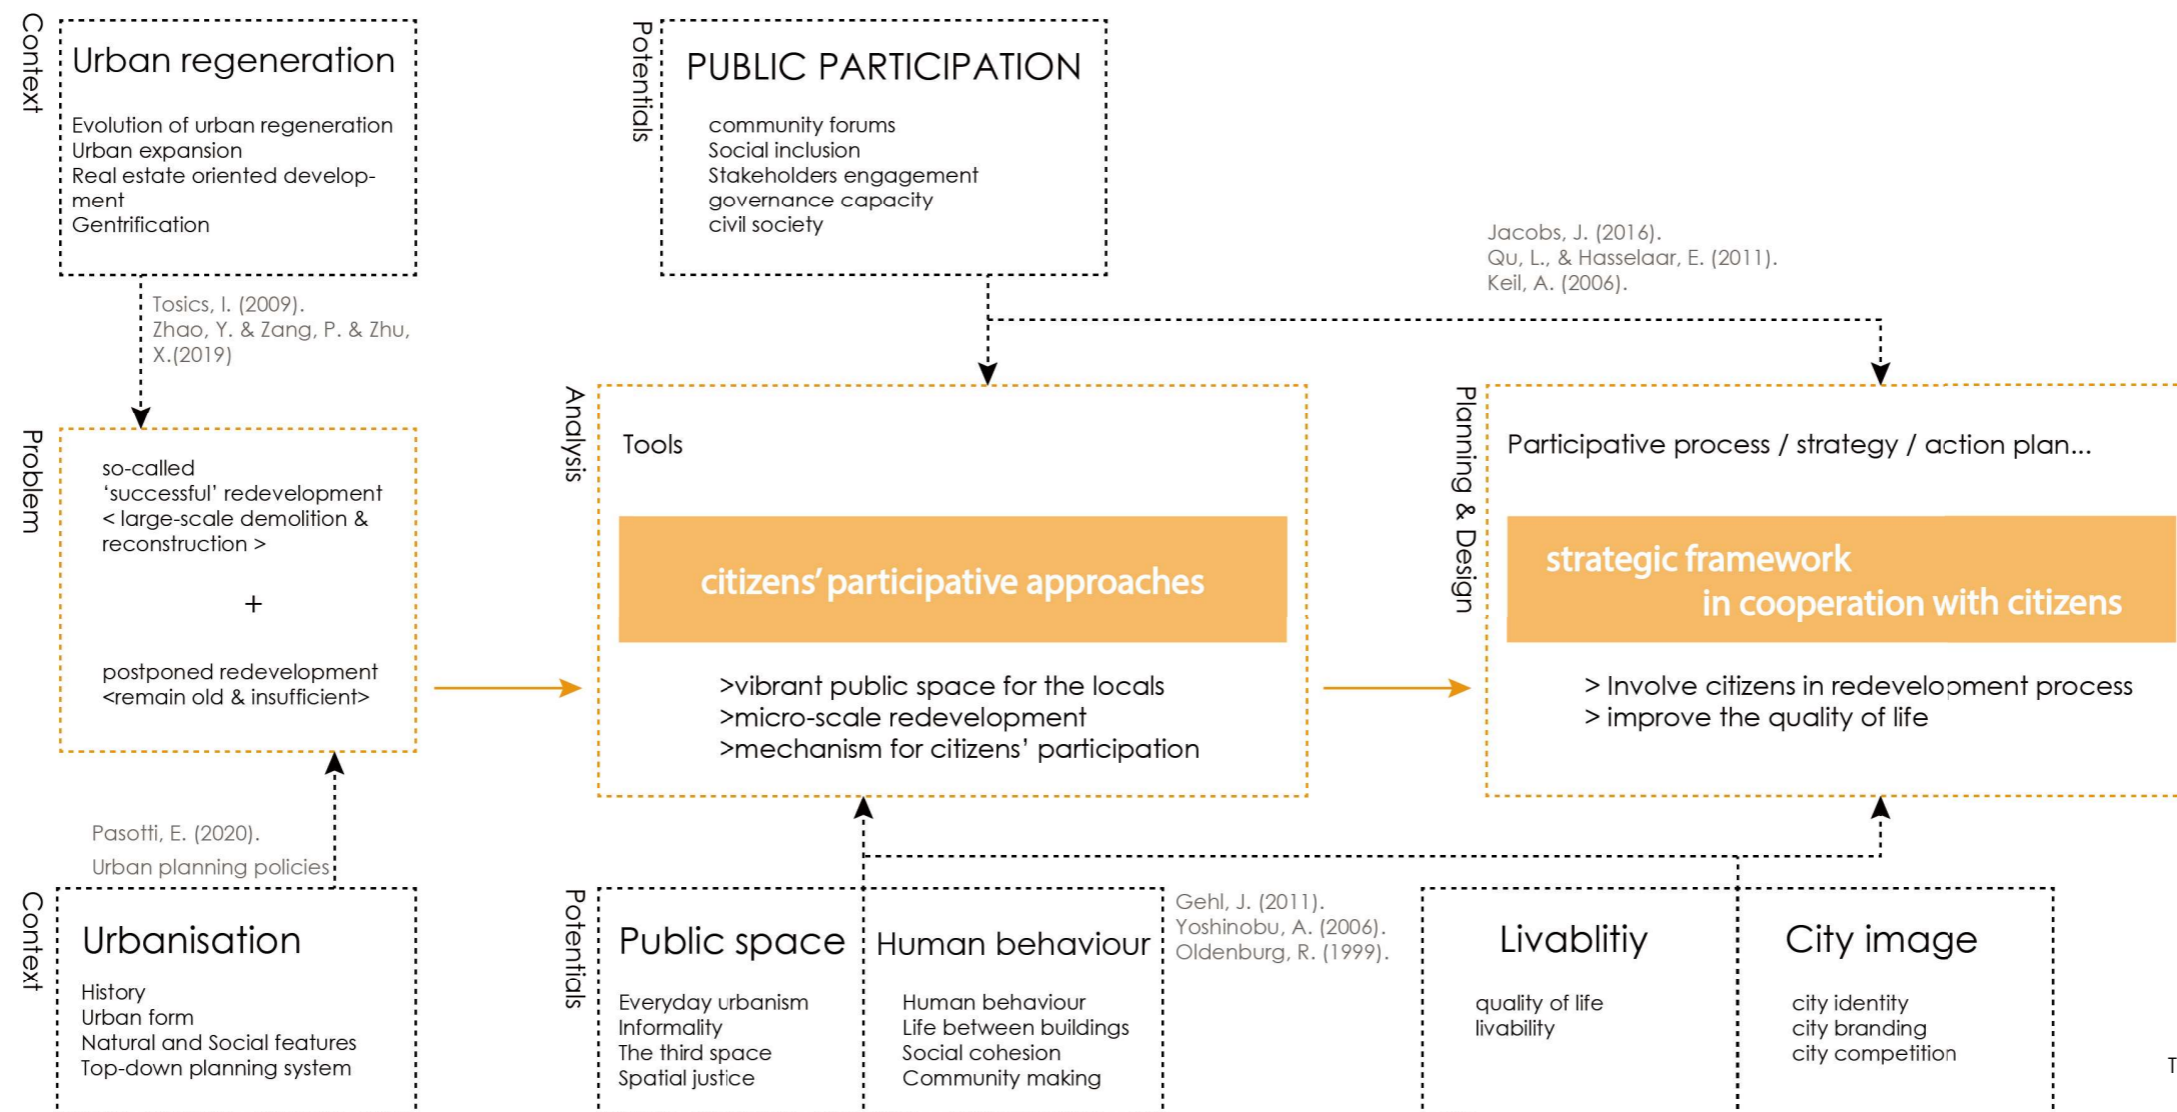 Context
Urban regeneration
Evolution of urban regeneration
Urban expansion
Real estate oriented develop-
ment
Gentrification
Potentials
PUBLIC PARTICIPATION
community forums
Social inclusion
Stakeholders engagement
governance capacity
civil society
Tosics, I. (2009).
Zhao, Y. & Zang, P. & Zhu,
X.(2019)
Jacobs, J. (2016).
Qu, L., & Hasselaar, E. (2011).
Keil, A. (2006).
Problem
so-called
‘successful’ redevelopment
< large-scale demolition &
reconstruction >
+
postponed redevelopment
<remain old & insufficient>
Analysis
Tools
citizens’ participative approaches
>vibrant public space for the locals
>micro-scale redevelopment
>mechanism for citizens’ participation
Planning & Design
Participative process / strategy / action plan...
strategic framework
in cooperation with citizens
> Involve citizens in redevelopment process
> improve the quality of life
Pasotti, E. (2020).
Urban planning policies
Context
Urbanisation
History
Urban form
Natural and Social features
Top-down planning system
Potentials
Public space
Everyday urbanism
Informality
The third space
Spatial justice
Human behaviour
Human behaviour
Life between buildings
Social cohesion
Community making
Gehl, J. (2011).
Yoshinobu, A. (2006).
Oldenburg, R. (1999).
Livablitiy
quality of life
livability
City image
city identity
city branding
city competition
T